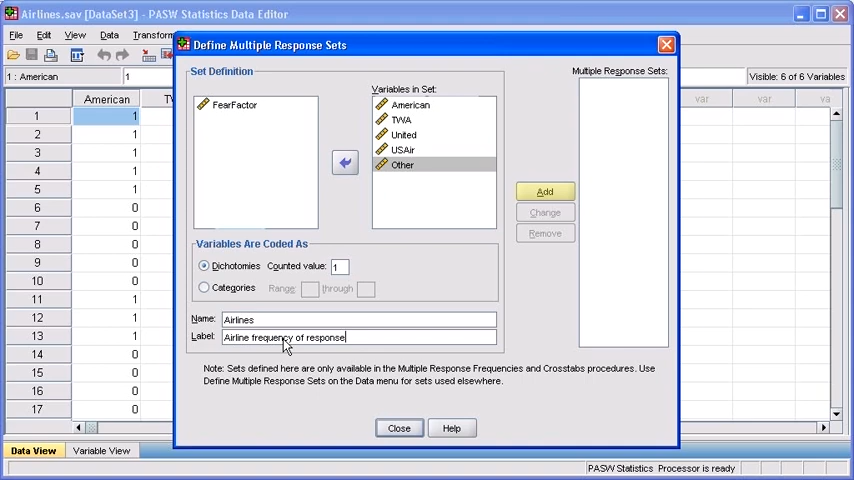 Airlines.sav [DataSet3] - PASW Statistics Data Editor
File Edit View Data Transform
1 : American 1 Visible: 6 of 6 Variables
American var var
1 1
2 1
3 1
4 1
5 1
6 0
7 0
8 0
9 0
10 0
11 1
12 1
13 1
14 0
15 0
16 0
17 0
Data View Variable View
PASW Statistics Processor is ready
Define Multiple Response Sets
Set Definition
Multiple Response Sets:
Variables in Set:
FearFactor
American
TWA
United
USAir
Other
Add
Change
Remove
Variables Are Coded As
Dichotomies Counted value: 1
Categories Range: through
Name: Airlines
Label: Airline frequency of response
Note: Sets defined here are only available in the Multiple Response Frequencies and Crosstabs procedures. Use
Define Multiple Response Sets on the Data menu for sets used elsewhere.
Close Help